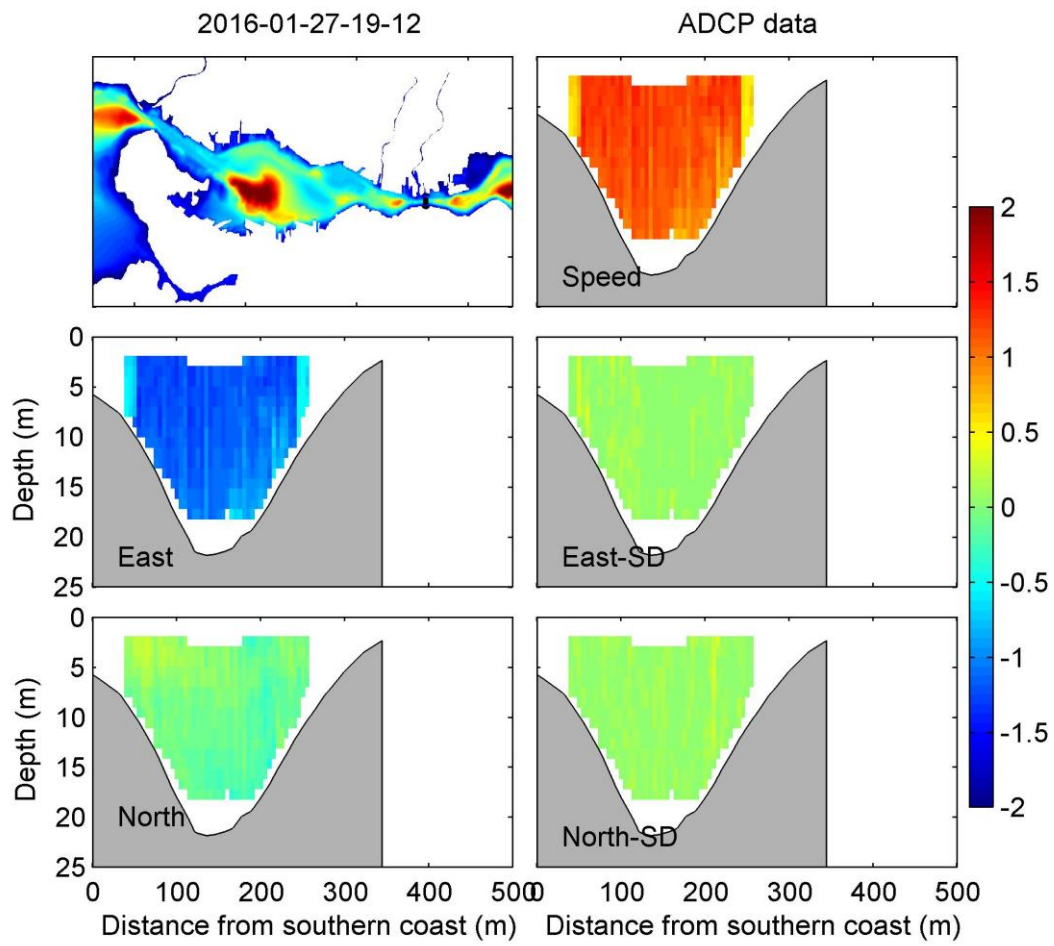 2016-01-27-19-12
ADCP data
Speed
2
1.5
1
0.5
0
-0.5
-1
-1.5
-2
0
5
10
15
20
25
Depth (m)
East
East-SD
0
5
10
15
20
25
Depth (m)
North
North-SD
0 100 200 300 400 500
0 100 200 300 400 500
Distance from southern coast (m)
Distance from southern coast (m)